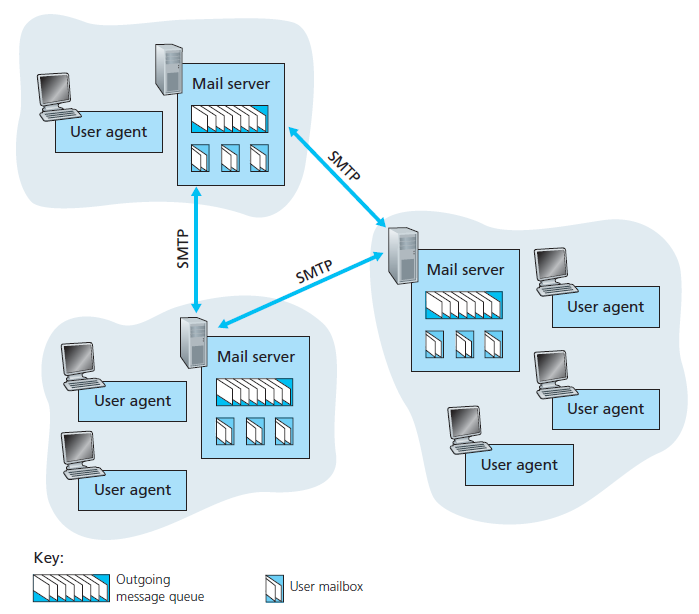 Mail server
User agent
SMTP
SMTP
SMTP
Mail server
User agent
User agent
User agent
Mail server
User agent
User agent
Key:
Outgoing
message queue
User mailbox